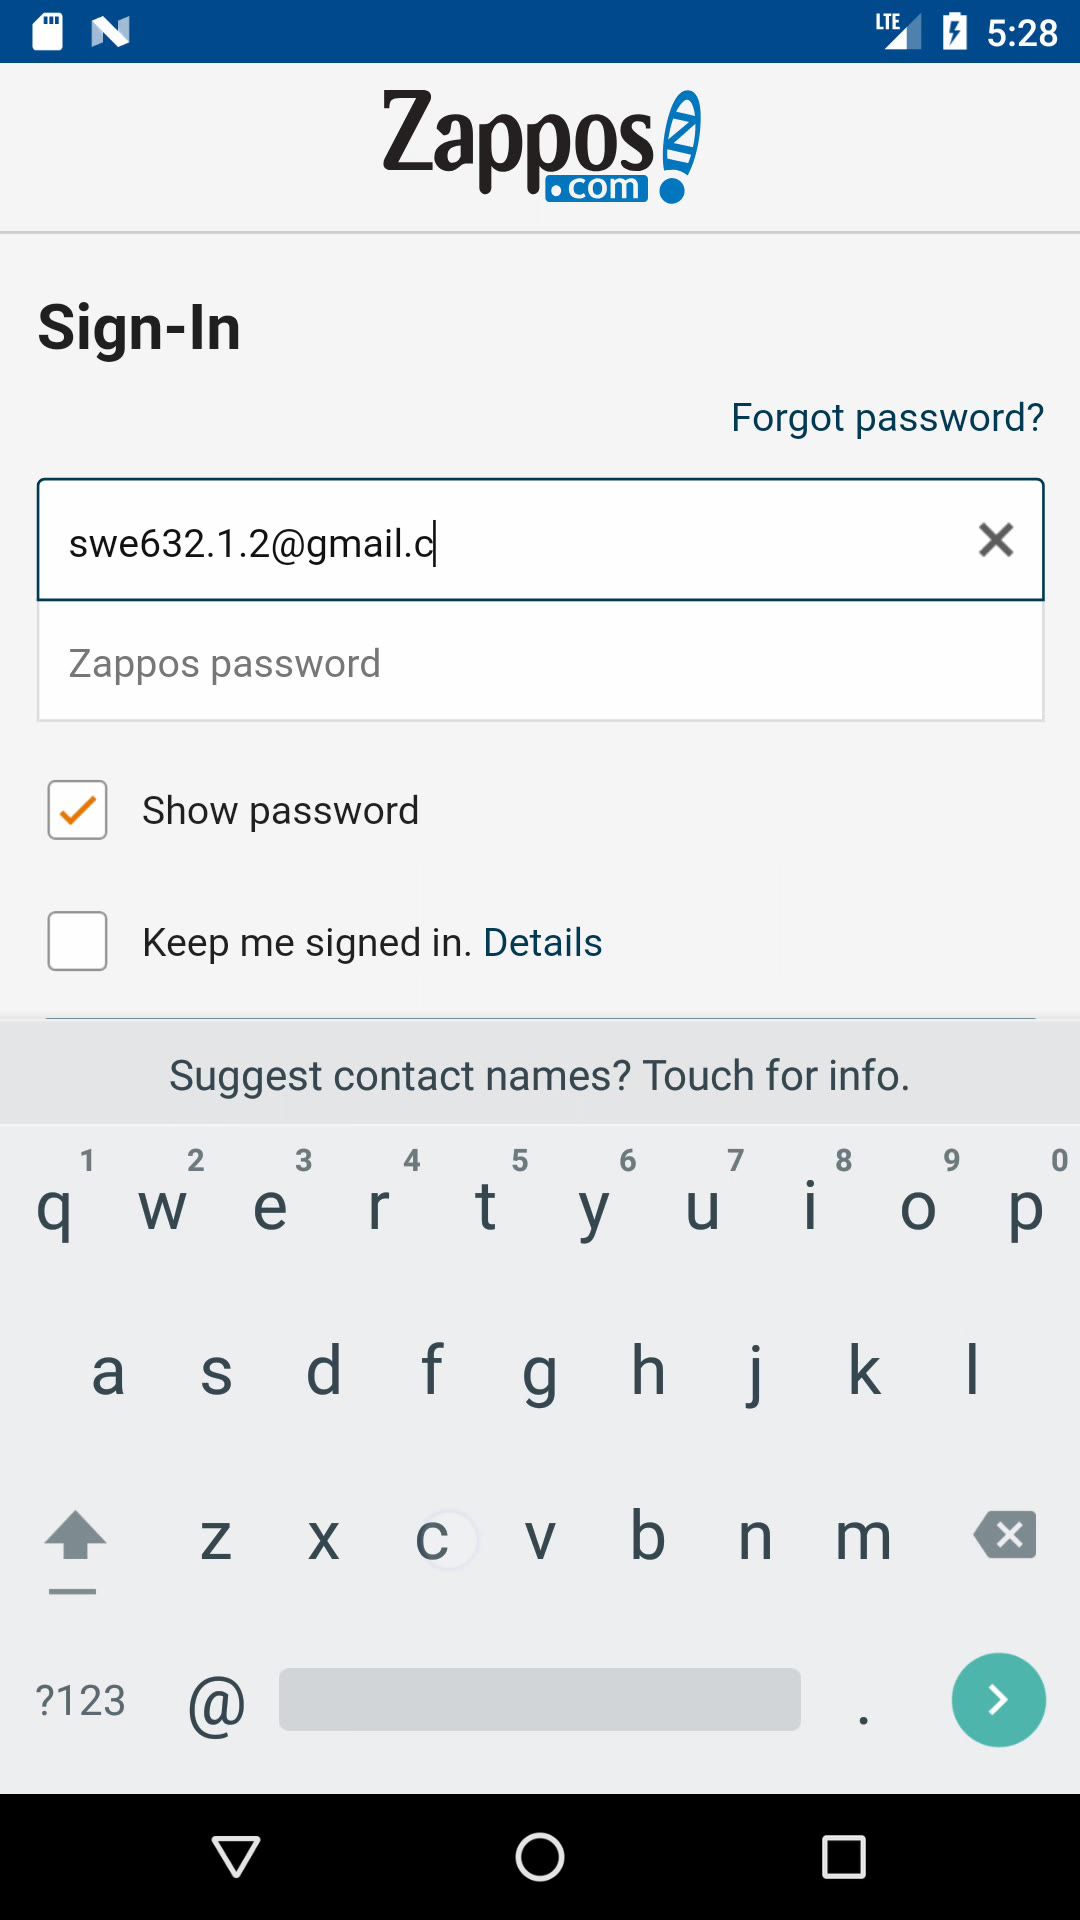 LTE 5:28
Zappos
.com
Sign-In
Forgot password?
swe632.1.2@gmail.c
Zappos password
Show password
Keep me signed in. Details
Suggest contact names? Touch for info.
1 2 3 4 5 6 7 8 9 0
q w e r t y u i o p
a s d f g h j k l
z x c v b n m
?123 @ .